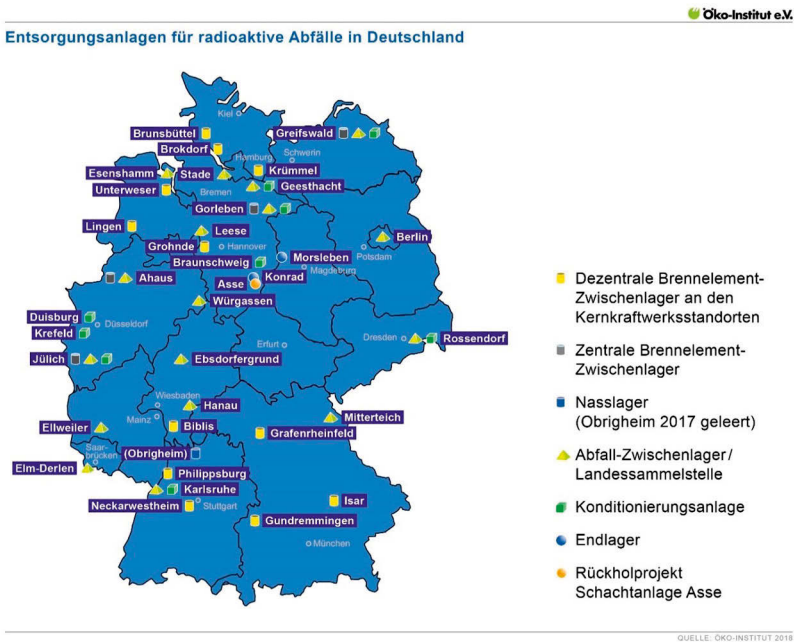 Öko-Institut e.V.
Entsorgungsanlagen für radioaktive Abfälle in Deutschland
Kiel
Brunsbüttel
Greifswald
Brokdorf
Hamburg
Schwerin
Esenshamm
Stade
Krümmel
Unterweser
Bremen
Geesthacht
Gorleben
Lingen
Leese
Berlin
Grohnde
Hannover
Morsleben
Potsdam
Braunschweig
Magdeburg
Ahaus
Konrad
Asse
Würgassen
Duisburg
Düsseldorf
Krefeld
Dresden
Rossendorf
Erfurt
Jülich
Ebsdorfergrund
Wiesbaden
Hanau
Mainz
Mitterteich
Ellweiler
Biblis
Grafenrheinfeld
Saar-
brücken
(Obrigheim)
Elm-Derlen
Philippsburg
Karlsruhe
Neckarwestheim
Stuttgart
Isar
Gundremmingen
München
Dezentrale Brennelement-
Zwischenlager an den
Kernkraftwerksstandorten
Zentrale Brennelement-
Zwischenlager
Nasslager
(Obrigheim 2017 geleert)
Abfall-Zwischenlager/
Landessammelstelle
Konditionierungsanlage
Endlager
Rückholprojekt
Schachtanlage Asse
QUELLE: ÖKO-INSTITUT 2018